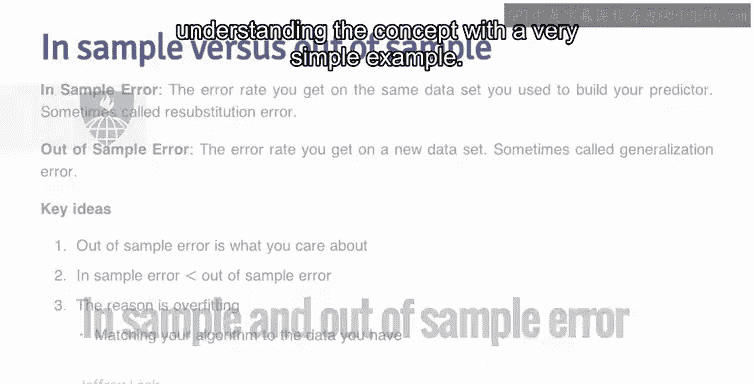 understanding the concept with a very
simple example.
In sample versus out of sample
In Sample Error: The error rate you get on the same data set you used to build your predictor.
Sometimes called resubstitution error.
Out of Sample Error: The error rate you get on a new data set. Sometimes called generalization
error.
Key ideas
1. Out of sample error is what you care about
2. In sample error < out of sample error
3. The reason is overfitting
In sample and out of sample error
- Matching your algorithm to the data you have